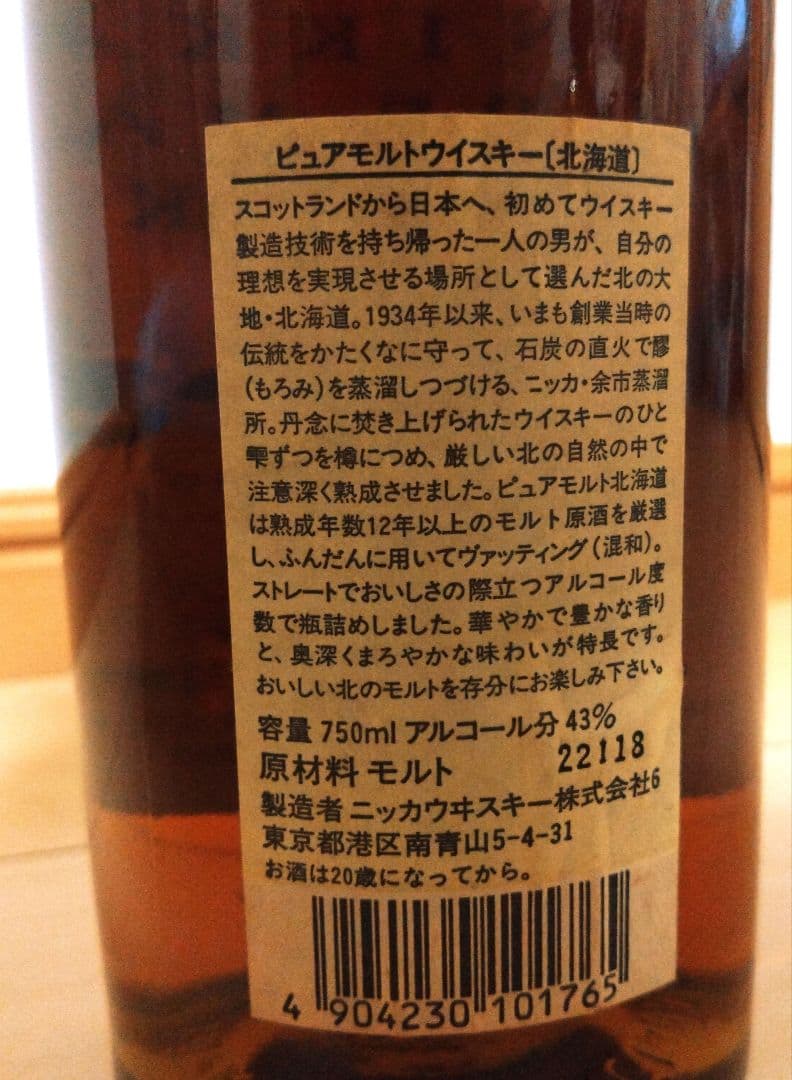 ピュアモルトウイスキー〔北海道〕
スコットランドから日本へ、初めてウイスキー
製造技術を持ち帰った一人の男が、自分の
理想を実現させる場所として選んだ北の大
地・北海道。1934年以来、いまも創業当時の
伝統をかたくなに守って、石炭の直火で醪
(もろみ)を蒸溜しつづける、ニッカ・余市蒸溜
所。丹念に焚き上げられたウイスキーのひと
雫ずつを樽につめ、厳しい北の自然の中で
注意深く熟成させました。ピュアモルト北海道
は熟成年数12年以上のモルト原酒を厳選
し、ふんだんに用いてヴァッティング(混和)。
ストレートでおいしさの際立つアルコール度
数で瓶詰めしました。華やかで豊かな香り
と、奥深くまろやかな味わいが特長です。
おいしい北のモルトを存分にお楽しみ下さい。
容量 750ml アルコール分 43%
原材料 モルト 22118
製造者 ニッカウヰスキー株式会社6
東京都港区南青山5-4-31
お酒は20歳になってから。
4 904230 101765